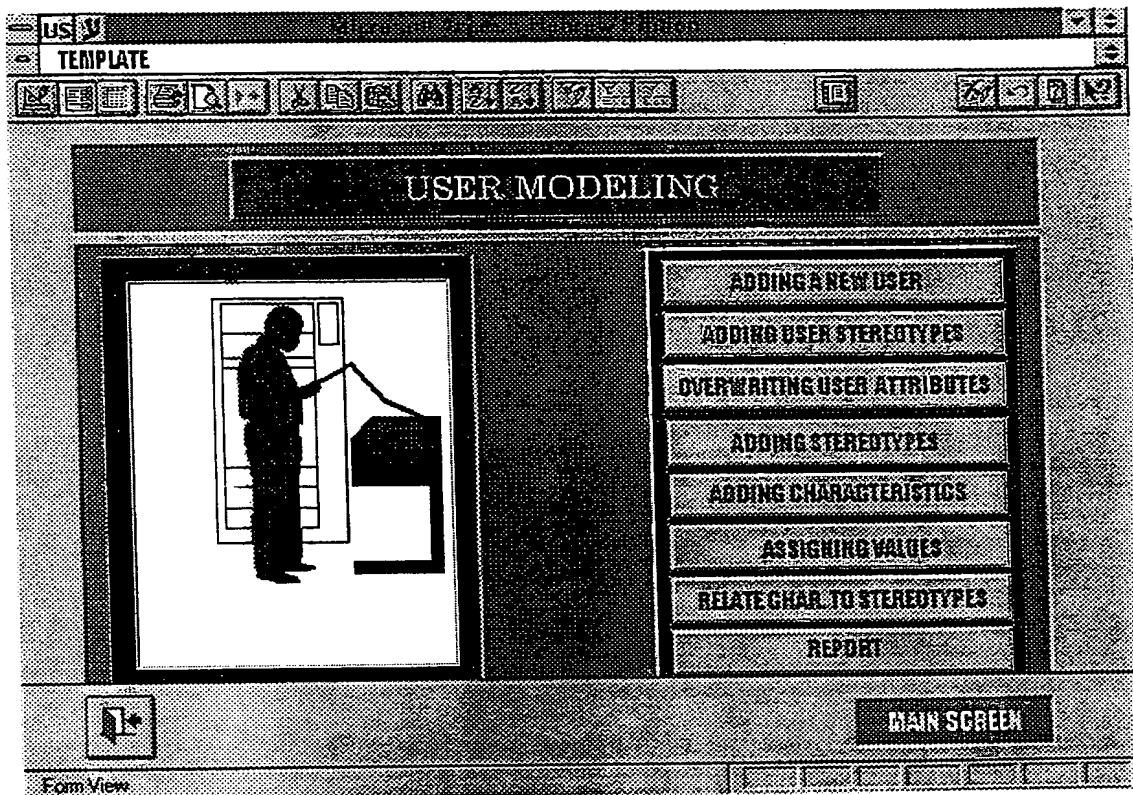 US
TEMPLATE
USER MODELING
ADDING A NEW USER
ADDING USER STEREOTYPES
OVERWRITING USER ATTRIBUTES
ADDING STEREOTYPES
ADDING CHARACTERISTICS
ASSIGNING VALUES
RELATE CHAR. TO STEREOTYPES
REPORT
MAIN SCREEN
Form View